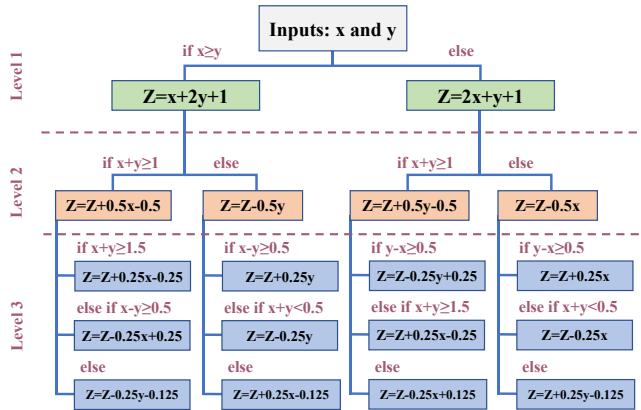 Inputs: x and y
if x≥y
else
Level 1
Z=x+2y+1
Z=2x+y+1
if x+y≥1
else
if x+y≥1
else
Level 2
Z=Z+0.5x-0.5
Z=Z-0.5y
Z=Z+0.5y-0.5
Z=Z-0.5x
Level 3
if x+y≥1.5
if x-y≥0.5
if y-x≥0.5
if y-x≥0.5
Z=Z+0.25x-0.25
Z=Z+0.25y
Z=Z-0.25y+0.25
Z=Z+0.25x
else if x-y≥0.5
else if x+y<0.5
else if x+y≥1.5
else if x+y<0.5
Z=Z-0.25x+0.25
Z=Z-0.25y
Z=Z+0.25x-0.25
Z=Z-0.25x
else
else
else
else
Z=Z-0.25y-0.125
Z=Z+0.25x-0.125
Z=Z-0.25x+0.125
Z=Z+0.25y-0.125